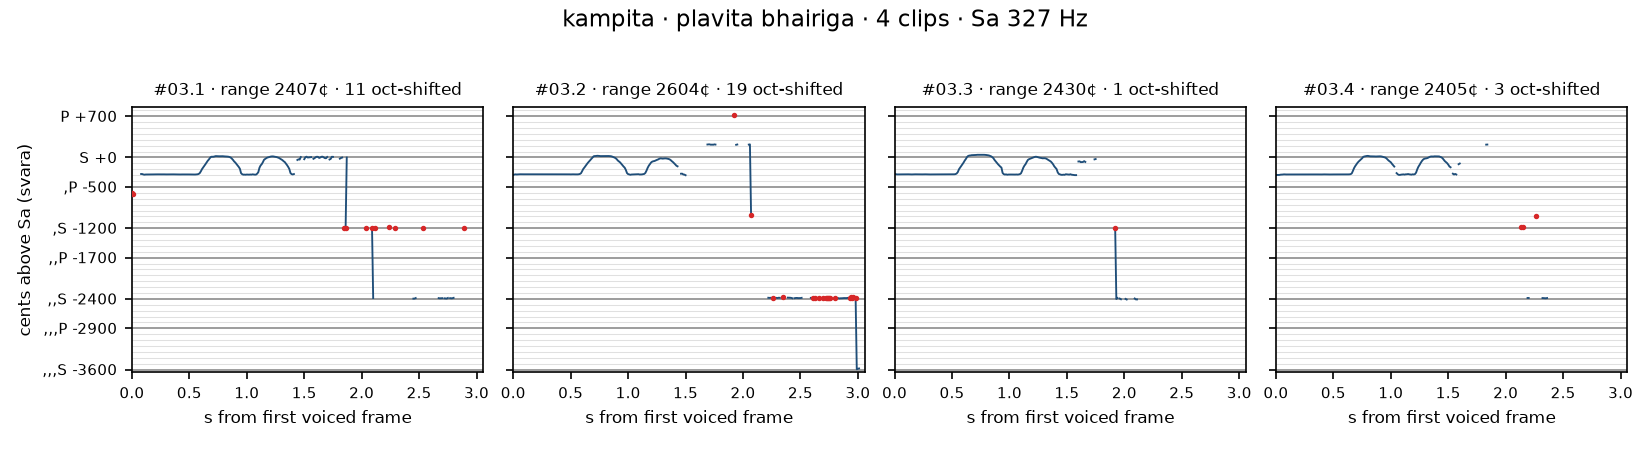 kampita · plavita bhairiga · 4 clips · Sa 327 Hz
#03.1 · range 2407¢ · 11 oct-shifted
#03.2 · range 2604¢ · 19 oct-shifted
#03.3 · range 2430¢ · 1 oct-shifted
#03.4 · range 2405¢ · 3 oct-shifted
cents above Sa (svara)
P +700
S +0
,P -500
,S -1200
,,P -1700
,,S -2400
,,,P -2900
,,,S -3600
0.0 0.5 1.0 1.5 2.0 2.5 3.0
0.0 0.5 1.0 1.5 2.0 2.5 3.0
0.0 0.5 1.0 1.5 2.0 2.5 3.0
0.0 0.5 1.0 1.5 2.0 2.5 3.0
s from first voiced frame
s from first voiced frame
s from first voiced frame
s from first voiced frame